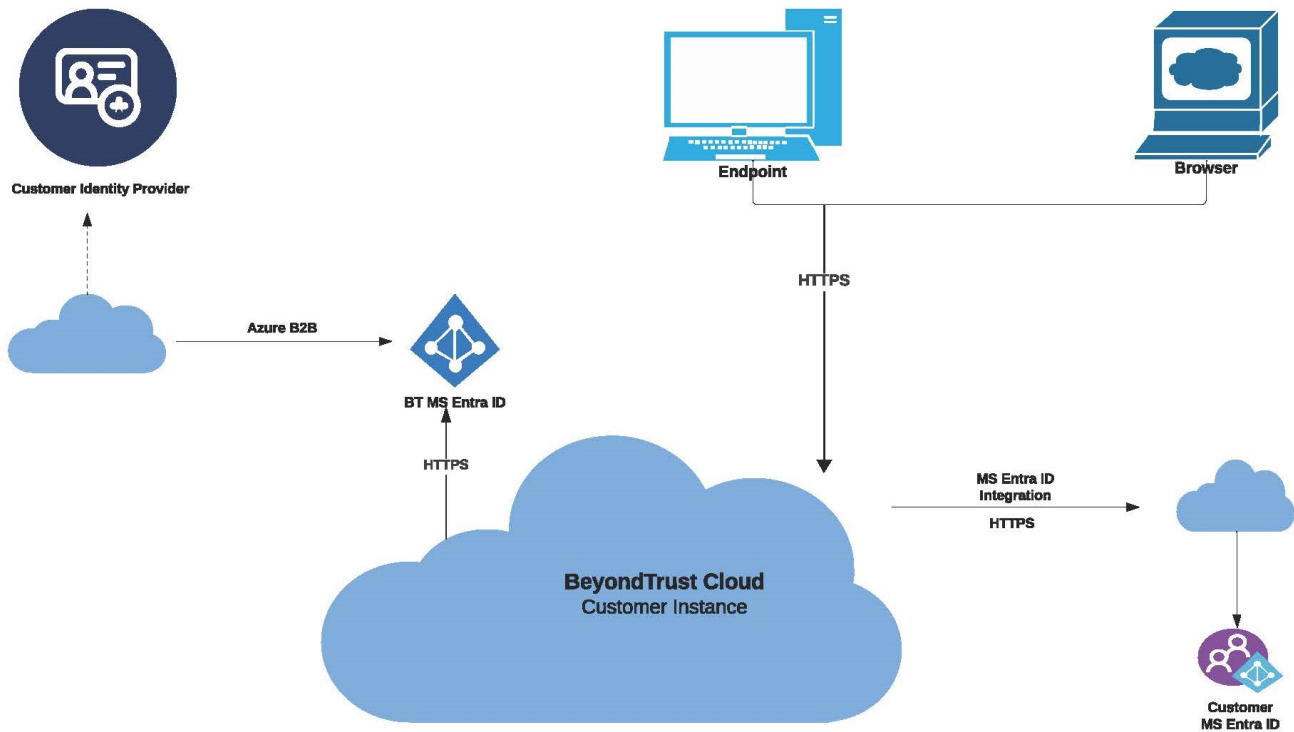 Customer Identity Provider
Endpoint
Browser
HTTPS
Azure B2B
BT MS Entra ID
HTTPS
MS Entra ID
Integration
HTTPS
BeyondTrust Cloud
Customer Instance
Customer
MS Entra ID